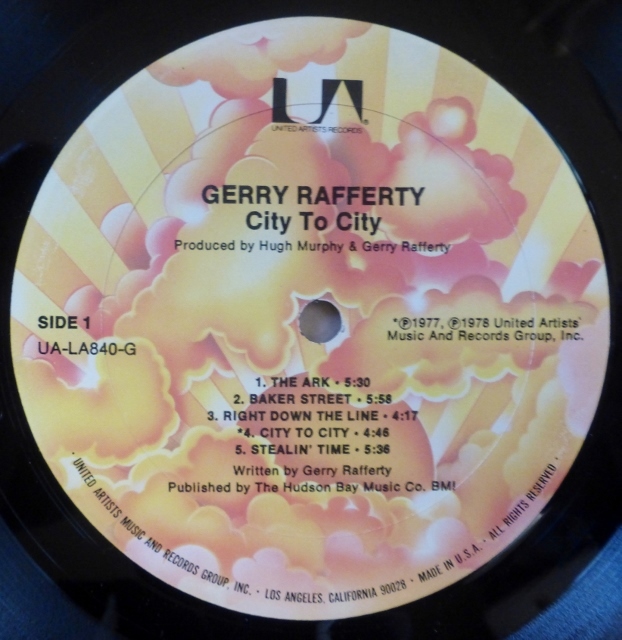 UA®
UNITED ARTISTS RECORDS
GERRY RAFFERTY
City To City
Produced by Hugh Murphy & Gerry Rafferty
SIDE 1
UA-LA840-G
*℗1977, ℗1978 United Artists
Music And Records Group, Inc.
1. THE ARK • 5:30
2. BAKER STREET • 5:58
3. RIGHT DOWN THE LINE • 4:17
*4. CITY TO CITY • 4:46
5. STEALIN' TIME • 5:36
Written by Gerry Rafferty
Published by The Hudson Bay Music Co. BMI
• UNITED ARTISTS MUSIC AND RECORDS GROUP, INC. • LOS ANGELES, CALIFORNIA 90028 • MADE IN U.S.A. • ALL RIGHTS RESERVED •